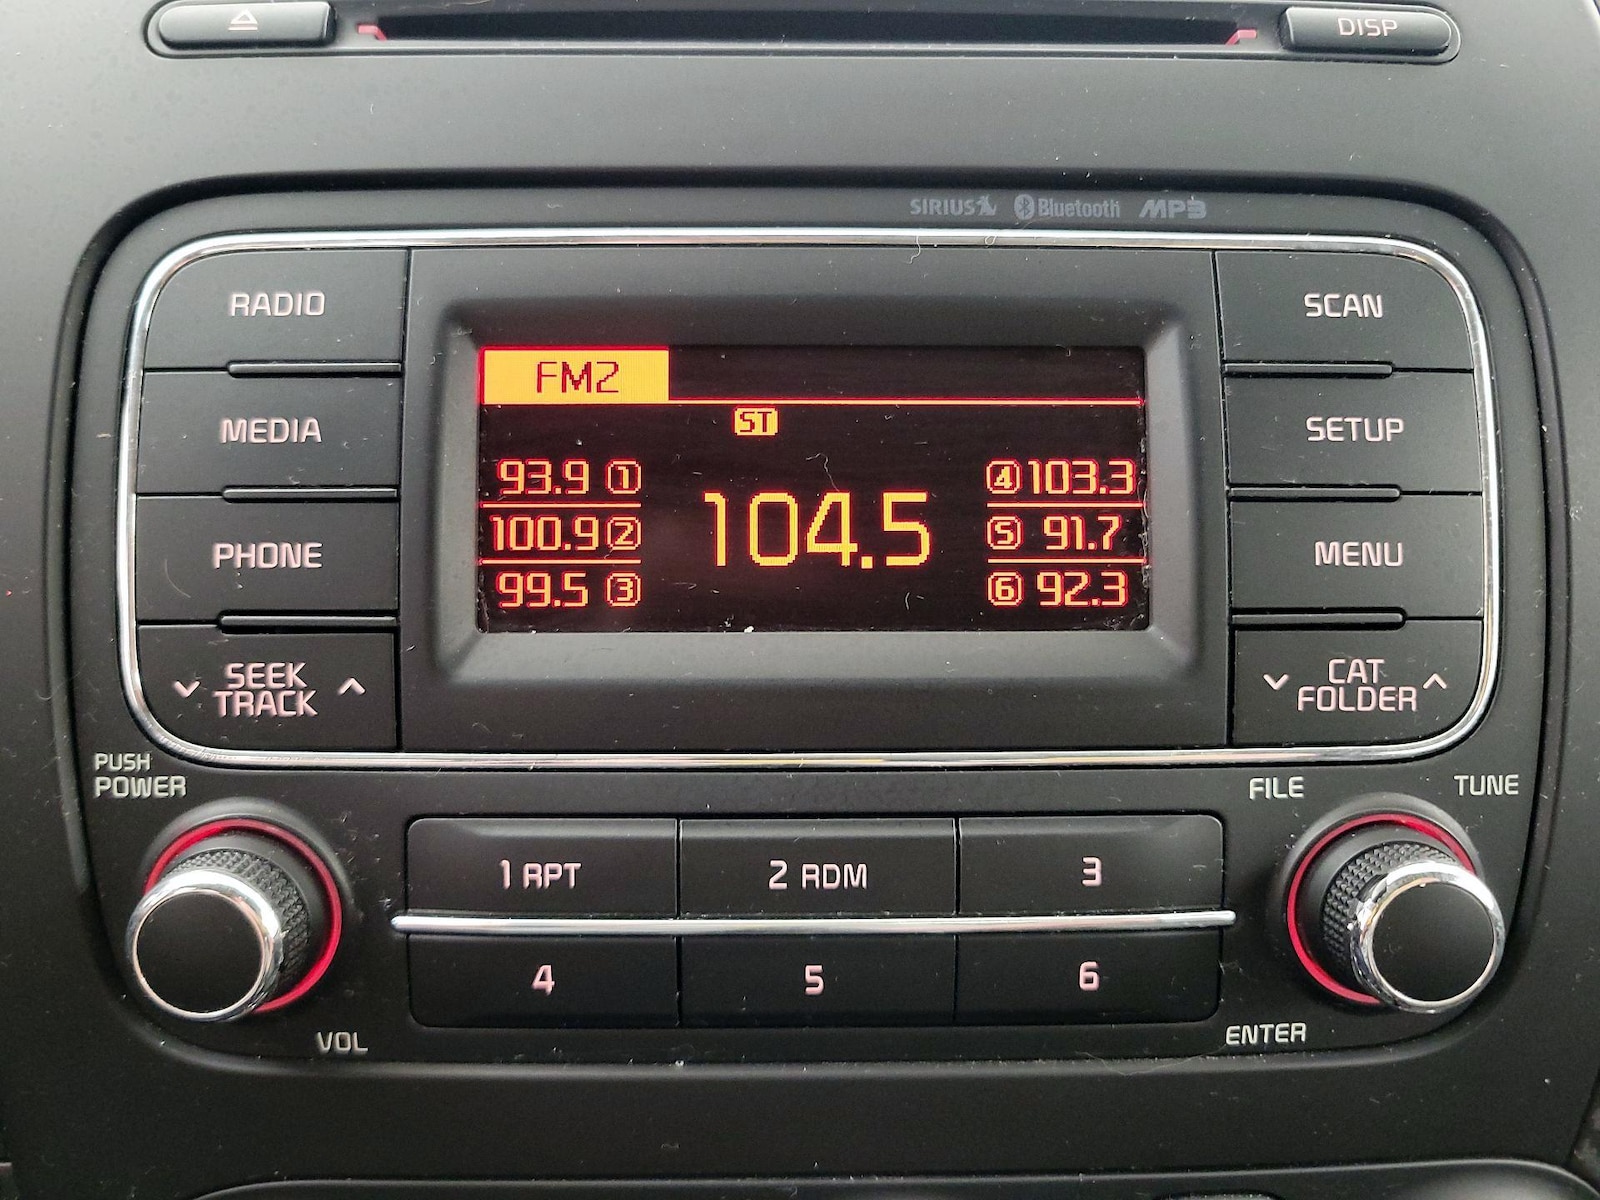 DISP
SIRIUS Bluetooth MP3
RADIO
MEDIA
PHONE
SEEK
TRACK
FM2
ST
93.9 ①
100.9 ②
99.5 ③
104.5
④ 103.3
⑤ 91.7
⑥ 92.3
SCAN
SETUP
MENU
CAT
FOLDER
PUSH
POWER
VOL
1 RPT
2 RDM
3
4
5
6
FILE
TUNE
ENTER